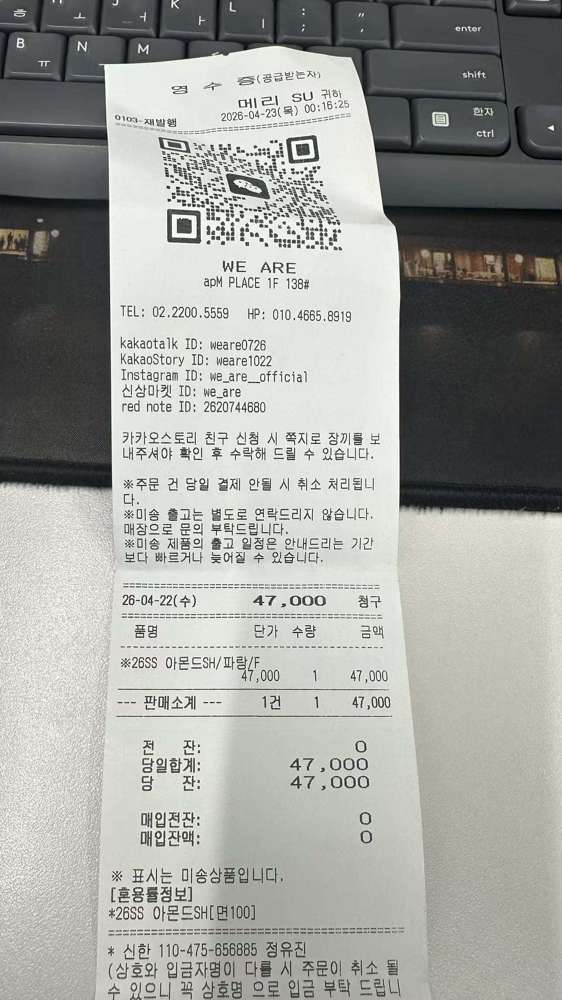 ㅎ
ㅗ
J
K
ㅏ
L
ㅣ
:
;
"
'
enter
B
ㅠ
N
ㅜ
M
ㅡ
shift
한자
ctrl
영 수 증(공급받는자)
메리 SU 귀하
0103-재발행
2026-04-23(목) 00:16:25
WE ARE
apM PLACE 1F 138#
TEL: 02.2200.5559 HP: 010.4665.8919
kakaotalk ID: weare0726
KakaoStory ID: weare1022
Instagram ID: we_are__official
신상마켓 ID: we_are
red note ID: 2620744680
카카오스토리 친구 신청 시 쪽지로 장끼를 보
내주셔야 확인 후 수락해 드릴 수 있습니다.
※주문 건 당일 결제 안될 시 취소 처리됩니
다.
※미송 출고는 별도로 연락드리지 않습니다.
매장으로 문의 부탁드립니다.
※미송 제품의 출고 일정은 안내드리는 기간
보다 빠르거나 늦어질 수 있습니다.
26-04-22(수) 47,000 청구
품명 단가 수량 금액
※26SS 아몬드SH/파랑/F
47,000 1 47,000
--- 판매소계 --- 1건 1 47,000
전 잔: 0
당일합계: 47,000
당 잔: 47,000
매입전잔: 0
매입잔액: 0
※ 표시는 미송상품입니다.
[혼용률정보]
*26SS 아몬드SH[면100]
* 신한 110-475-656885 정유진
(상호와 입금자명이 다를 시 주문이 취소 될
수 있으니 꼭 상호명 으로 입금 부탁 드립니